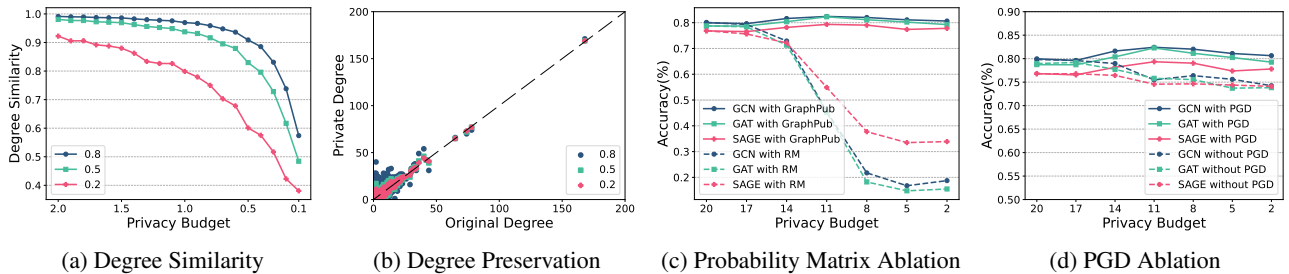 1.0
0.9
0.8
0.7
0.6
0.5
0.4
Degree Similarity
0.8
0.5
0.2
2.0 1.5 1.0 0.5 0.1
Privacy Budget
(a) Degree Similarity
200
150
100
50
0
Private Degree
0.8
0.5
0.2
0 50 100 150 200
Original Degree
(b) Degree Preservation
0.8
0.7
0.6
0.5
0.4
0.3
0.2
Accuracy(%)
GCN with GraphPub
GAT with GraphPub
SAGE with GraphPub
GCN with RM
GAT with RM
SAGE with RM
20 17 14 11 8 5 2
Privacy Budget
(c) Probability Matrix Ablation
0.90
0.85
0.80
0.75
0.70
0.65
0.60
0.55
0.50
Accuracy(%)
GCN with PGD
GAT with PGD
SAGE with PGD
GCN without PGD
GAT without PGD
SAGE without PGD
20 17 14 11 8 5 2
Privacy Budget
(d) PGD Ablation